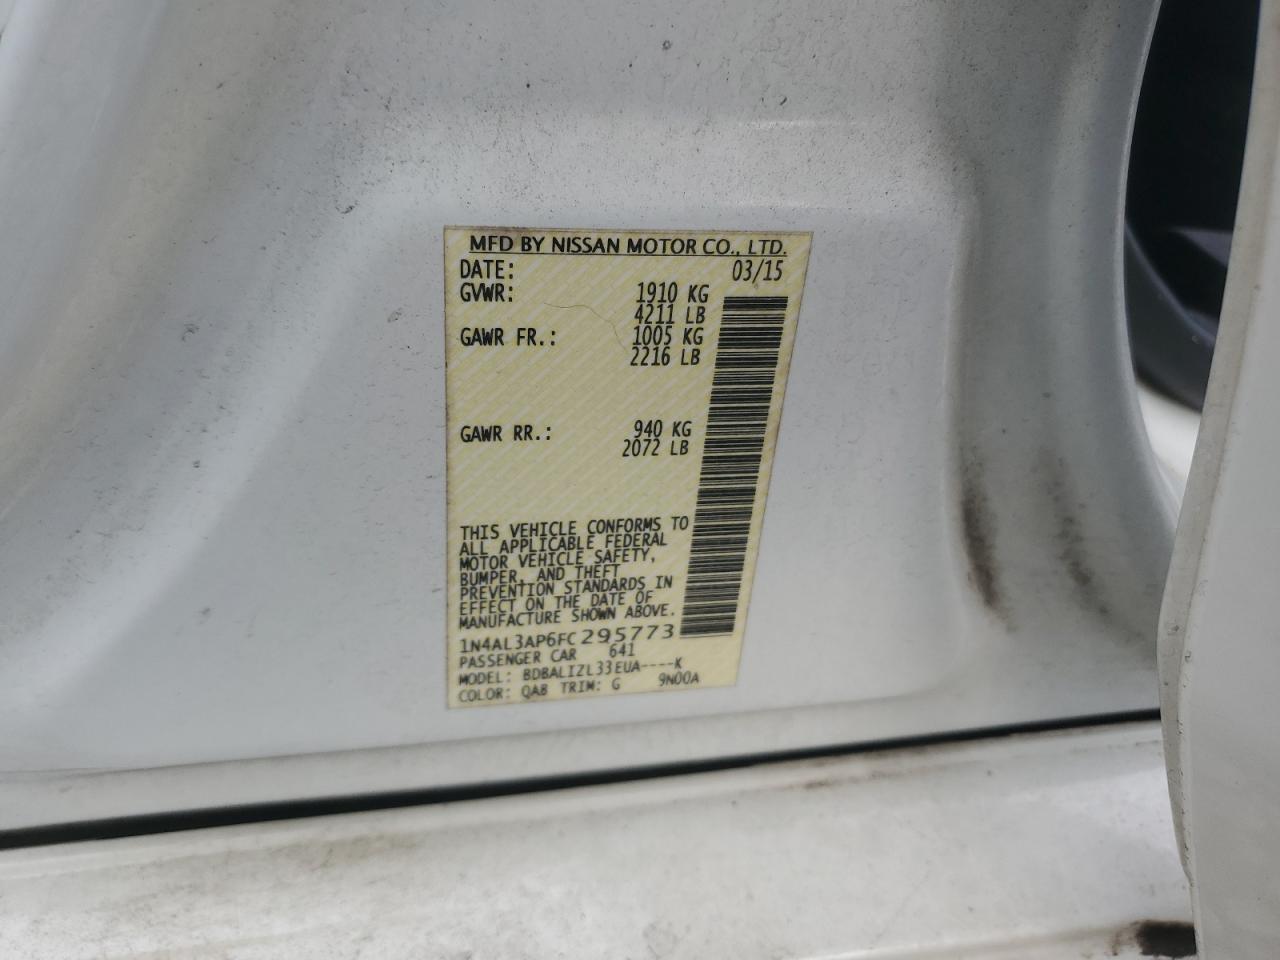 MFD BY NISSAN MOTOR CO., LTD.
DATE: 03/15
GVWR: 1910 KG
4211 LB
GAWR FR.: 1005 KG
2216 LB
GAWR RR.: 940 KG
2072 LB
THIS VEHICLE CONFORMS TO
ALL APPLICABLE FEDERAL
MOTOR VEHICLE SAFETY,
BUMPER, AND THEFT
PREVENTION STANDARDS IN
EFFECT ON THE DATE OF
MANUFACTURE SHOWN ABOVE.
1N4AL3AP6FC295773
PASSENGER CAR 641
MODEL: BDBALIZL33EUA----K
COLOR: QAB TRIM: G 9N00A